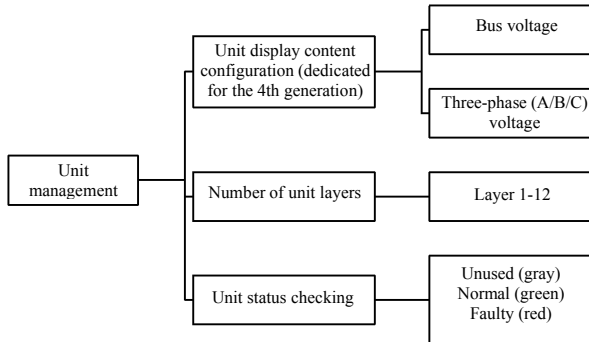 Unit
management
Unit display content
configuration (dedicated
for the 4th generation)
Bus voltage
Three-phase (A/B/C)
voltage
Number of unit layers
Layer 1-12
Unit status checking
Unused (gray)
Normal (green)
Faulty (red)